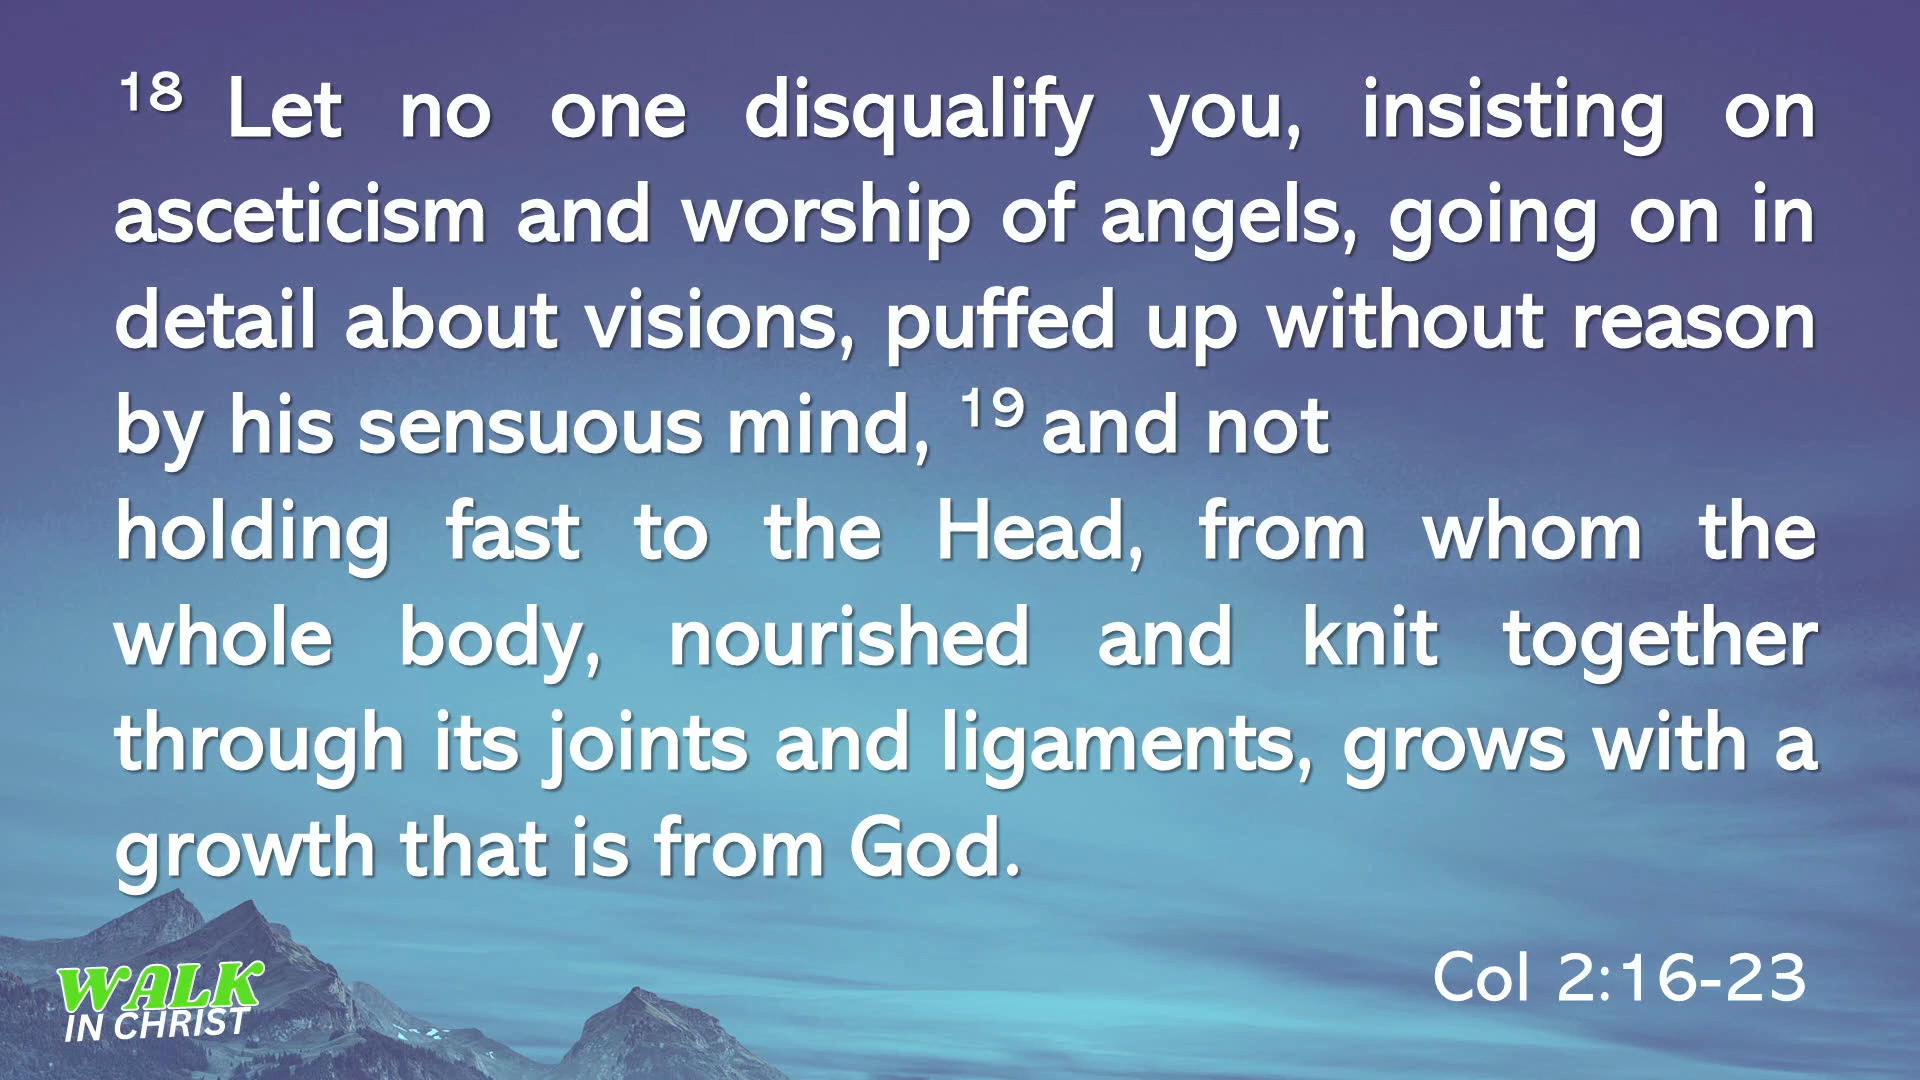 18 Let no one disqualify you, insisting on
asceticism and worship of angels, going on in
detail about visions, puffed up without reason
by his sensuous mind, 19 and not
holding fast to the Head, from whom the
whole body, nourished and knit together
through its joints and ligaments, grows with a
growth that is from God.
WALK
IN CHRIST
Col 2:16-23